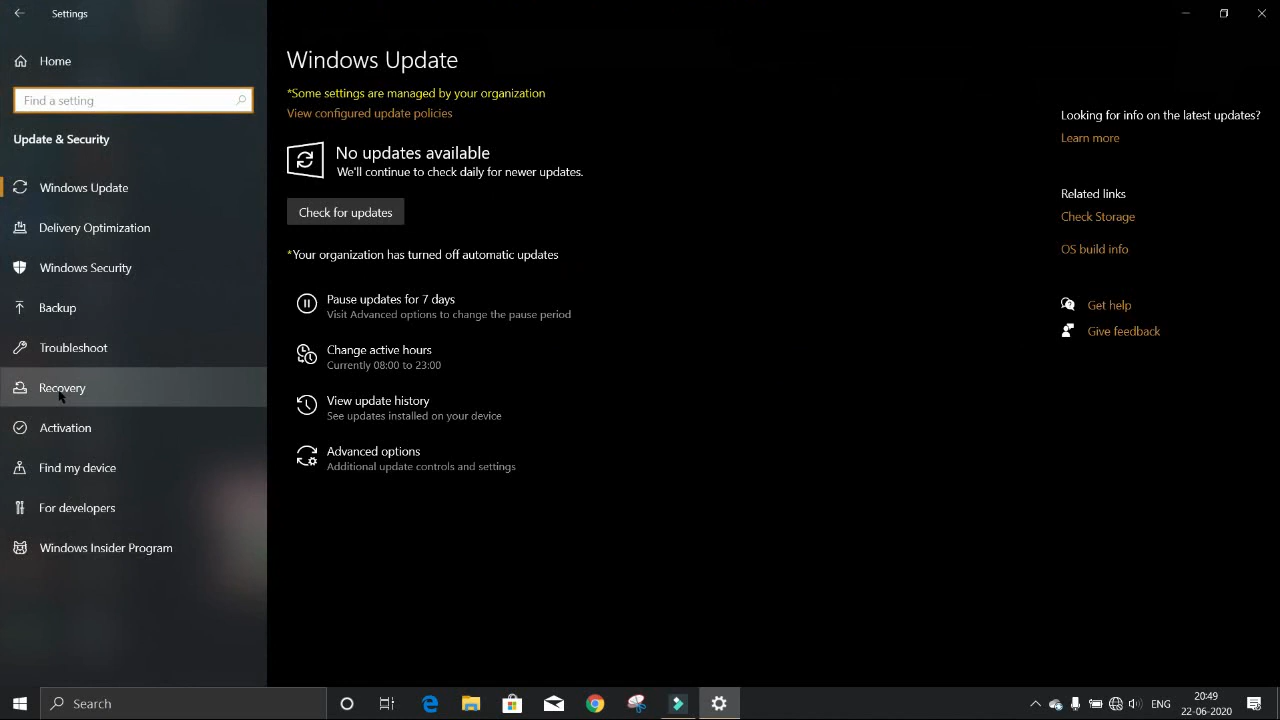 Settings
Home
Find a setting
Update & Security
Windows Update
Delivery Optimization
Windows Security
Backup
Troubleshoot
Recovery
Activation
Find my device
For developers
Windows Insider Program
Windows Update
*Some settings are managed by your organization
View configured update policies
No updates available
We'll continue to check daily for newer updates.
Check for updates
*Your organization has turned off automatic updates
Pause updates for 7 days
Visit Advanced options to change the pause period
Change active hours
Currently 08:00 to 23:00
View update history
See updates installed on your device
Advanced options
Additional update controls and settings
Looking for info on the latest updates?
Learn more
Related links
Check Storage
OS build info
Get help
Give feedback
Search
ENG
20:49
22-06-2020